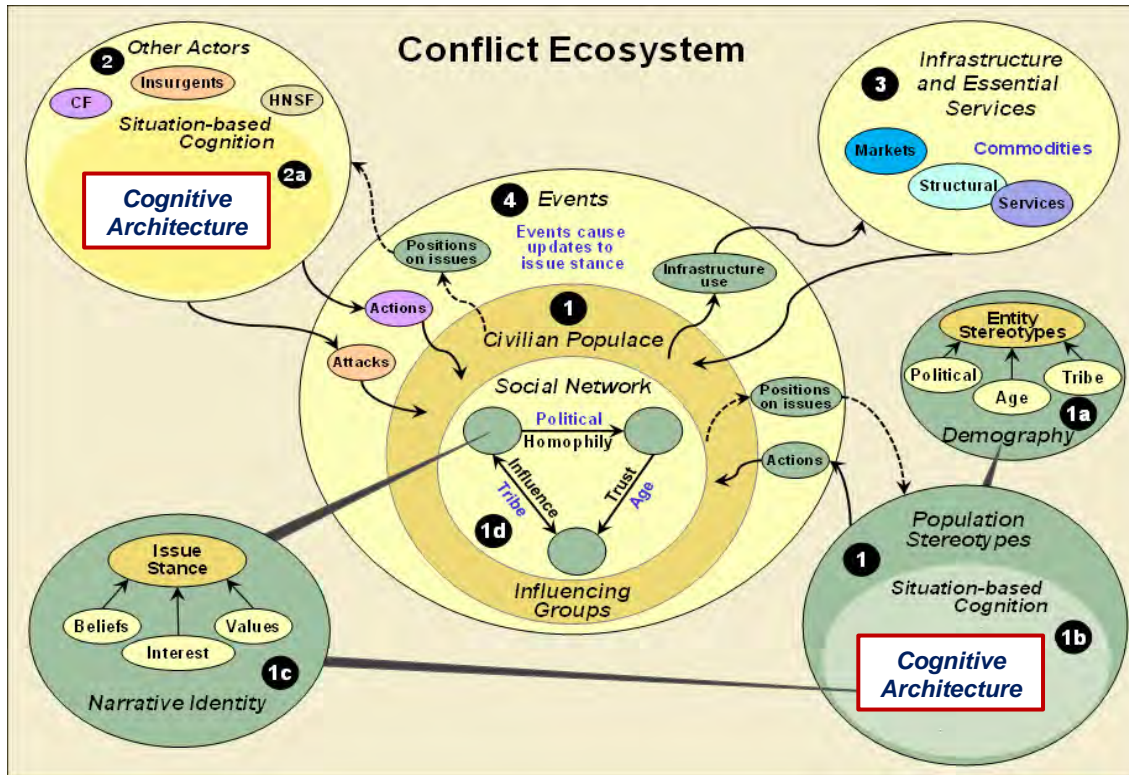 Conflict Ecosystem
2
Other Actors
Insurgents
CF
HNSF
Situation-based
Cognition
2a
Cognitive
Architecture
3
Infrastructure
and Essential
Services
Markets
Commodities
Structural
Services
4
Events
Events cause
updates to
issue stance
Positions
on issues
Infrastructure
use
Actions
Attacks
1
Civilian Populace
Social Network
Political
Homophily
Influence
Tribe
Trust
Age
1d
Influencing
Groups
Positions
on issues
Actions
Entity
Stereotypes
Political
Age
Tribe
1a
Demography
Issue
Stance
Beliefs
Values
Interest
1c
Narrative Identity
Population
Stereotypes
1
Situation-based
Cognition
1b
Cognitive
Architecture